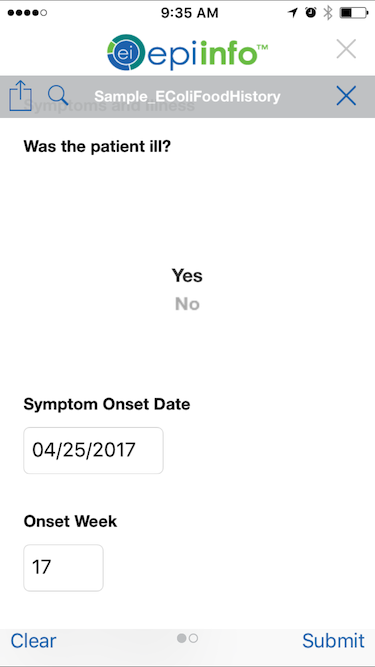 9:35 AM
ei epiinfo™
Symptoms and Illness
Sample_EColiFoodHistory
Was the patient ill?
Yes
No
Symptom Onset Date
04/25/2017
Onset Week
17
Clear
Submit